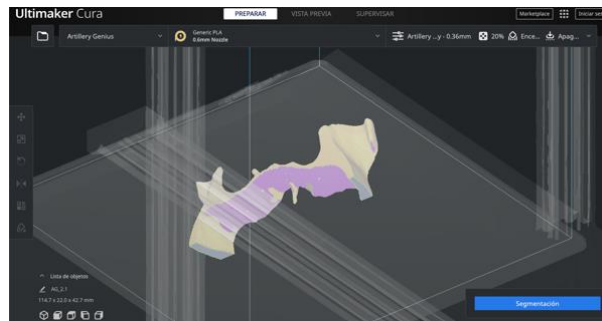 Ultimaker Cura
PREPARAR
VISTA PREVIA
SUPERVISAR
Marketplace
Iniciar ses
Artillery Genius
Generic PLA
0.6mm Nozzle
Artillery ...y - 0.36mm
20%
Ence...
Apag...
Lista de objetos
AG_2.1
114.7 x 22.0 x 42.7 mm
Segmentación